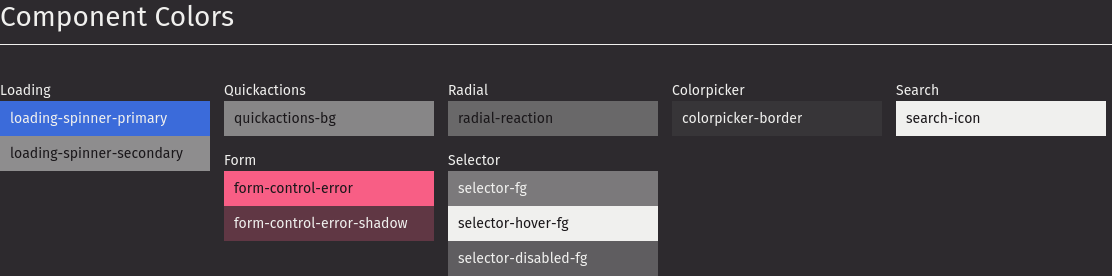 Component Colors
Loading
loading-spinner-primary
loading-spinner-secondary
Quickactions
quickactions-bg
Form
form-control-error
form-control-error-shadow
Radial
radial-reaction
Selector
selector-fg
selector-hover-fg
selector-disabled-fg
Colorpicker
colorpicker-border
Search
search-icon